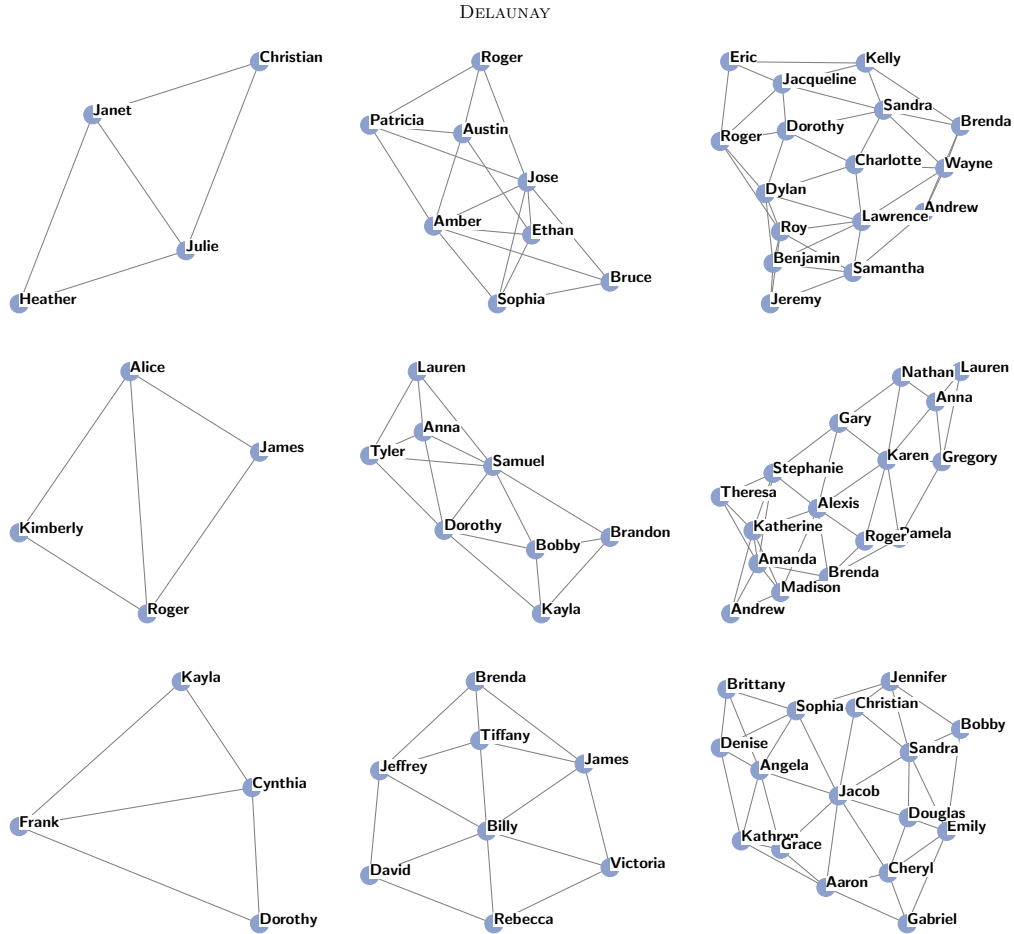 DELAUNAY
Christian
Janet
Julie
Heather
Roger
Patricia
Austin
Jose
Amber
Ethan
Bruce
Sophia
Eric
Kelly
Jacqueline
Sandra
Brenda
Roger
Dorothy
Charlotte
Wayne
Dylan
Andrew
Lawrence
Roy
Benjamin
Samantha
Jeremy
Alice
James
Kimberly
Roger
Lauren
Anna
Tyler
Samuel
Dorothy
Bobby
Brandon
Kayla
Nathan
Lauren
Anna
Gary
Karen
Gregory
Stephanie
Theresa
Alexis
Katherine
Roger
Pamela
Amanda
Brenda
Madison
Andrew
Kayla
Cynthia
Frank
Dorothy
Brenda
Tiffany
Jeffrey
James
Billy
David
Victoria
Rebecca
Brittany
Jennifer
Sophia
Christian
Bobby
Denise
Sandra
Angela
Jacob
Douglas
Emily
Kathryn
Grace
Cheryl
Aaron
Gabriel